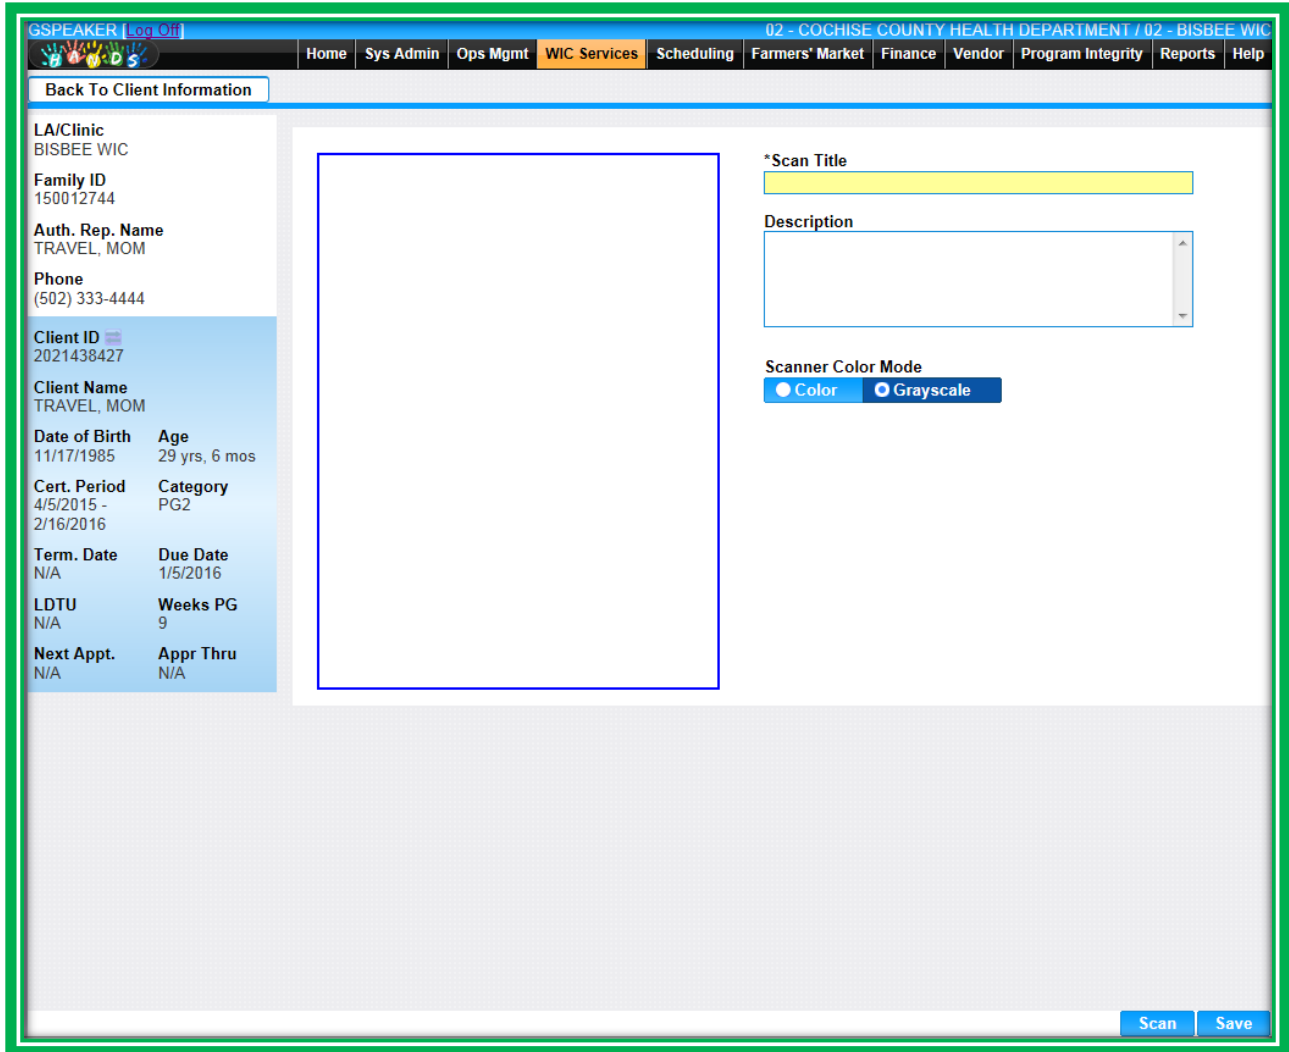 GSPEAKER [Log Off]
02 - COCHISE COUNTY HEALTH DEPARTMENT / 02 - BISBEE WIC
HANDS
Home Sys Admin Ops Mgmt WIC Services Scheduling Farmers' Market Finance Vendor Program Integrity Reports Help
Back To Client Information
LA/Clinic
BISBEE WIC
Family ID
150012744
Auth. Rep. Name
TRAVEL, MOM
Phone
(502) 333-4444
Client ID
2021438427
Client Name
TRAVEL, MOM
Date of Birth Age
11/17/1985 29 yrs, 6 mos
Cert. Period Category
4/5/2015 - PG2
2/16/2016
Term. Date Due Date
N/A 1/5/2016
LDTU Weeks PG
N/A 9
Next Appt. Appr Thru
N/A N/A
*Scan Title
Description
Scanner Color Mode
Color Grayscale
Scan Save